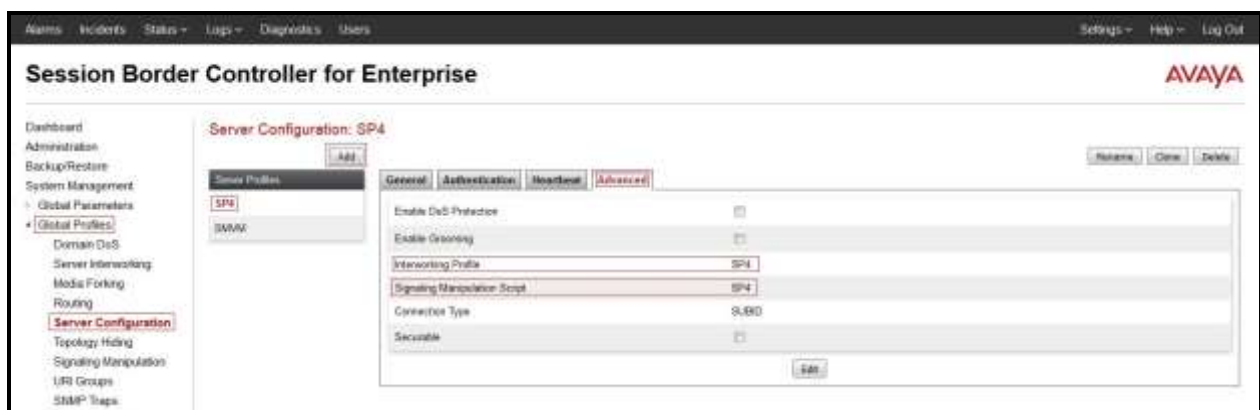 Alarms Incidents Status Logs Diagnostics Users Settings Help Log Out
Session Border Controller for Enterprise
AVAYA
Dashboard
Administration
Backup/Restore
System Management
Global Parameters
Global Profiles
Domain DoS
Server Interworking
Media Forking
Routing
Server Configuration
Topology Hiding
Signaling Manipulation
URI Groups
SNMP Traps
Server Configuration: SP4
Add
Rename Clone Delete
Server Profiles
SP4
General Authentication Heartbeat Advanced
Enable DoS Protection
Enable Grooming
Interworking Profile SP4
Signaling Manipulation Script SP4
Connection Type SUBID
Securable
Edit